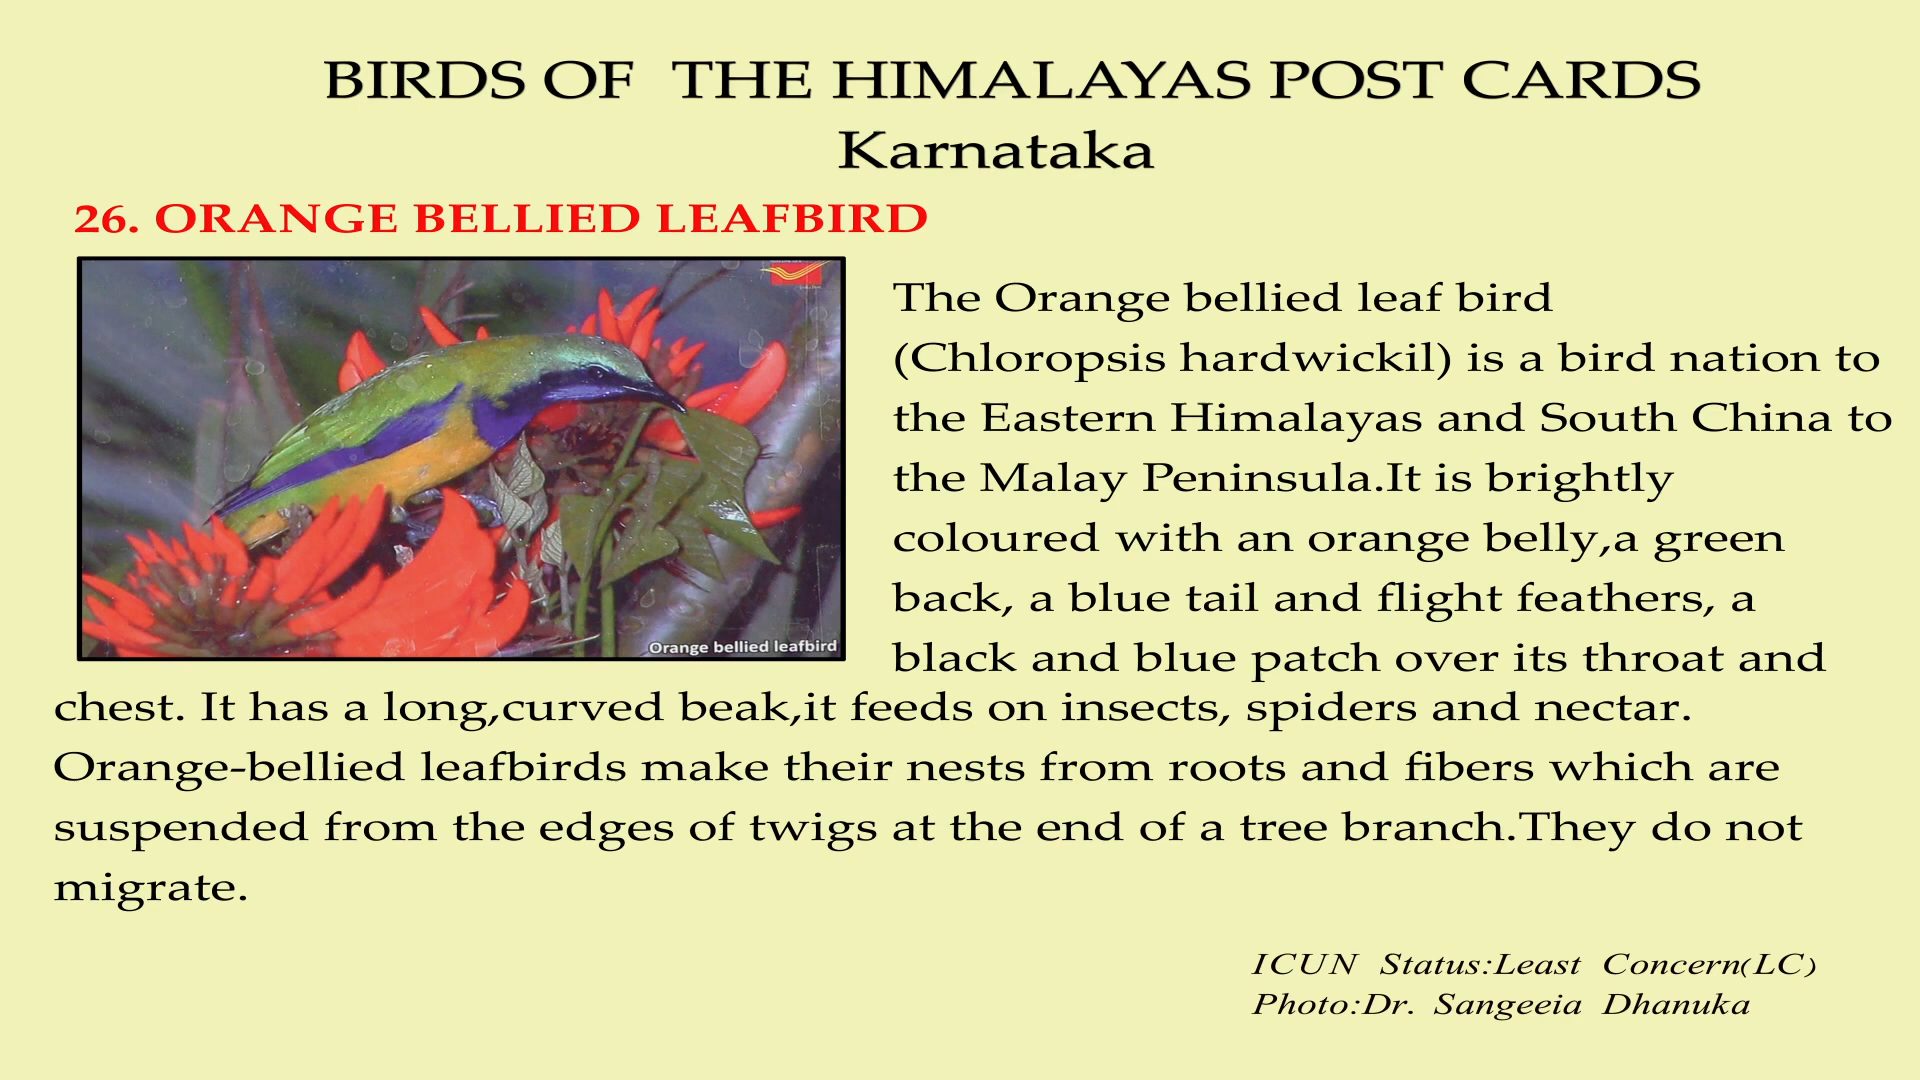 BIRDS OF THE HIMALAYAS POST CARDS
Karnataka
26. ORANGE BELLIED LEAFBIRD
The Orange bellied leaf bird
(Chloropsis hardwickil) is a bird nation to
the Eastern Himalayas and South China to
the Malay Peninsula.It is brightly
coloured with an orange belly,a green
back, a blue tail and flight feathers, a
black and blue patch over its throat and
Orange bellied leafbird
chest. It has a long,curved beak,it feeds on insects, spiders and nectar.
Orange-bellied leafbirds make their nests from roots and fibers which are
suspended from the edges of twigs at the end of a tree branch.They do not
migrate.
ICUN Status:Least Concern(LC)
Photo:Dr. Sangeeia Dhanuka